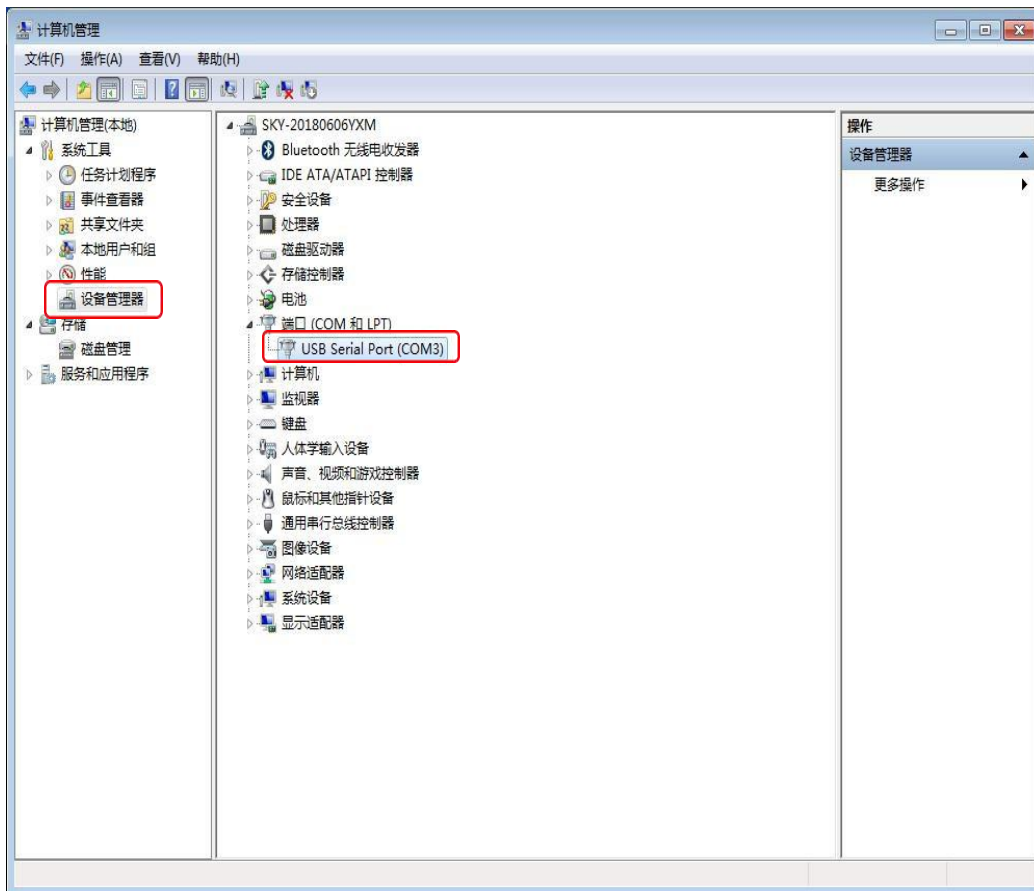 计算机管理
文件(F) 操作(A) 查看(V) 帮助(H)
计算机管理(本地)
系统工具
任务计划程序
事件查看器
共享文件夹
本地用户和组
性能
设备管理器
存储
磁盘管理
服务和应用程序
SKY-20180606YXM
Bluetooth 无线电收发器
IDE ATA/ATAPI 控制器
安全设备
处理器
磁盘驱动器
存储控制器
电池
端口 (COM 和 LPT)
USB Serial Port (COM3)
计算机
监视器
键盘
人体学输入设备
声音、视频和游戏控制器
鼠标和其他指针设备
通用串行总线控制器
图像设备
网络适配器
系统设备
显示适配器
操作
设备管理器
更多操作